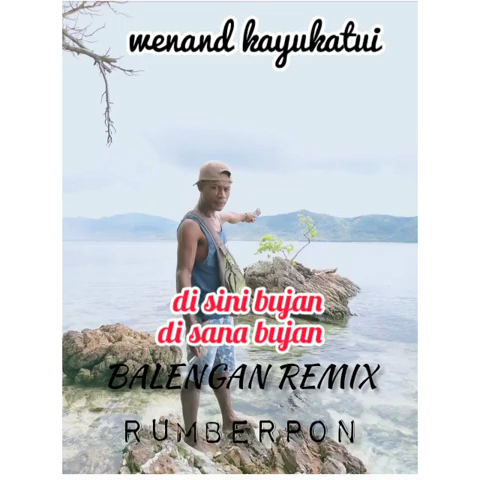 wenand kayukatui
di sini bujan
di sana bujan
BALENGAN REMIX
RUMBERPON